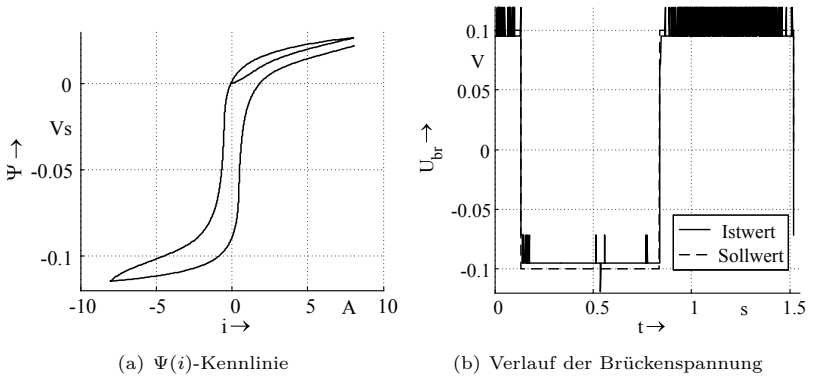 0
Vs
-0.05
-0.1
Ψ→
-10
-5
0
5
A
10
i→
(a) Ψ(i)-Kennlinie
0.1
V
0.05
0
-0.05
-0.1
U_br→
Istwert
Sollwert
0
0.5
1
s
1.5
t→
(b) Verlauf der Brückenspannung